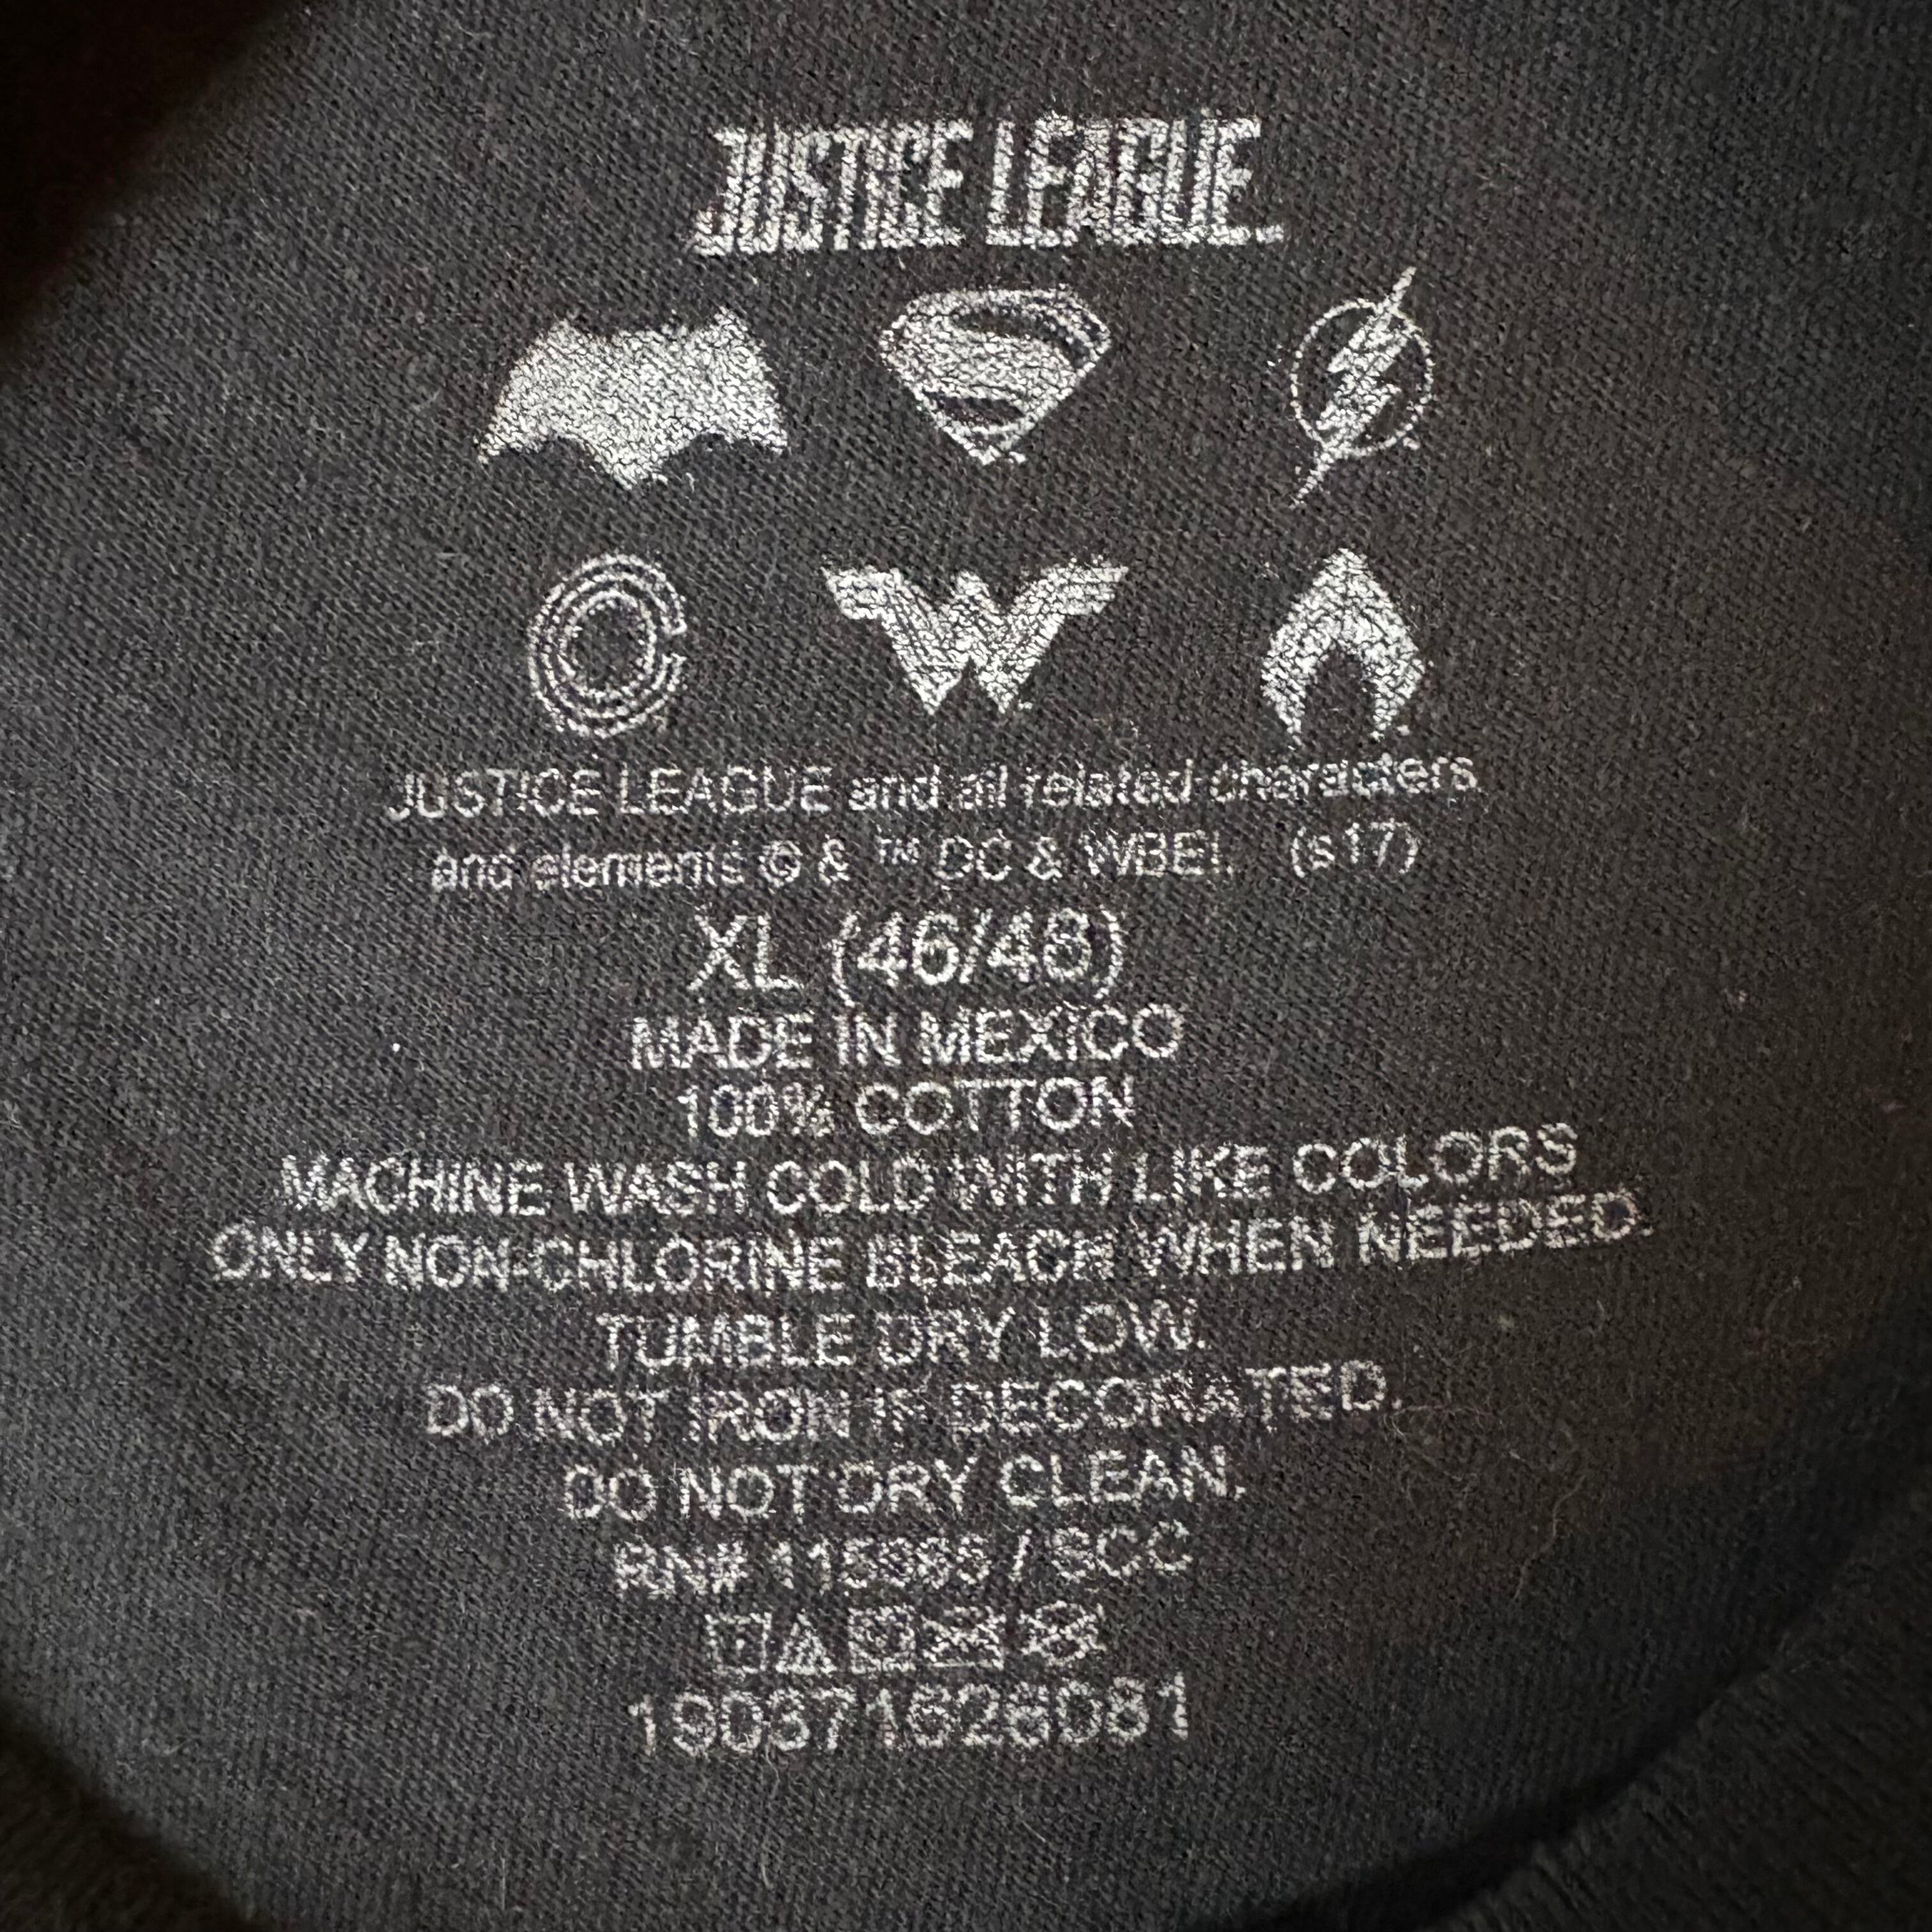 JUSTICE LEAGUE
JUSTICE LEAGUE and all related characters
and elements © & ™ DC & WBEI. (s17)
XL (46/48)
MADE IN MEXICO
100% COTTON
MACHINE WASH COLD WITH LIKE COLORS
ONLY NON-CHLORINE BLEACH WHEN NEEDED.
TUMBLE DRY LOW.
DO NOT IRON IF DECORATED.
DO NOT DRY CLEAN.
RN# / SCC
190371626081